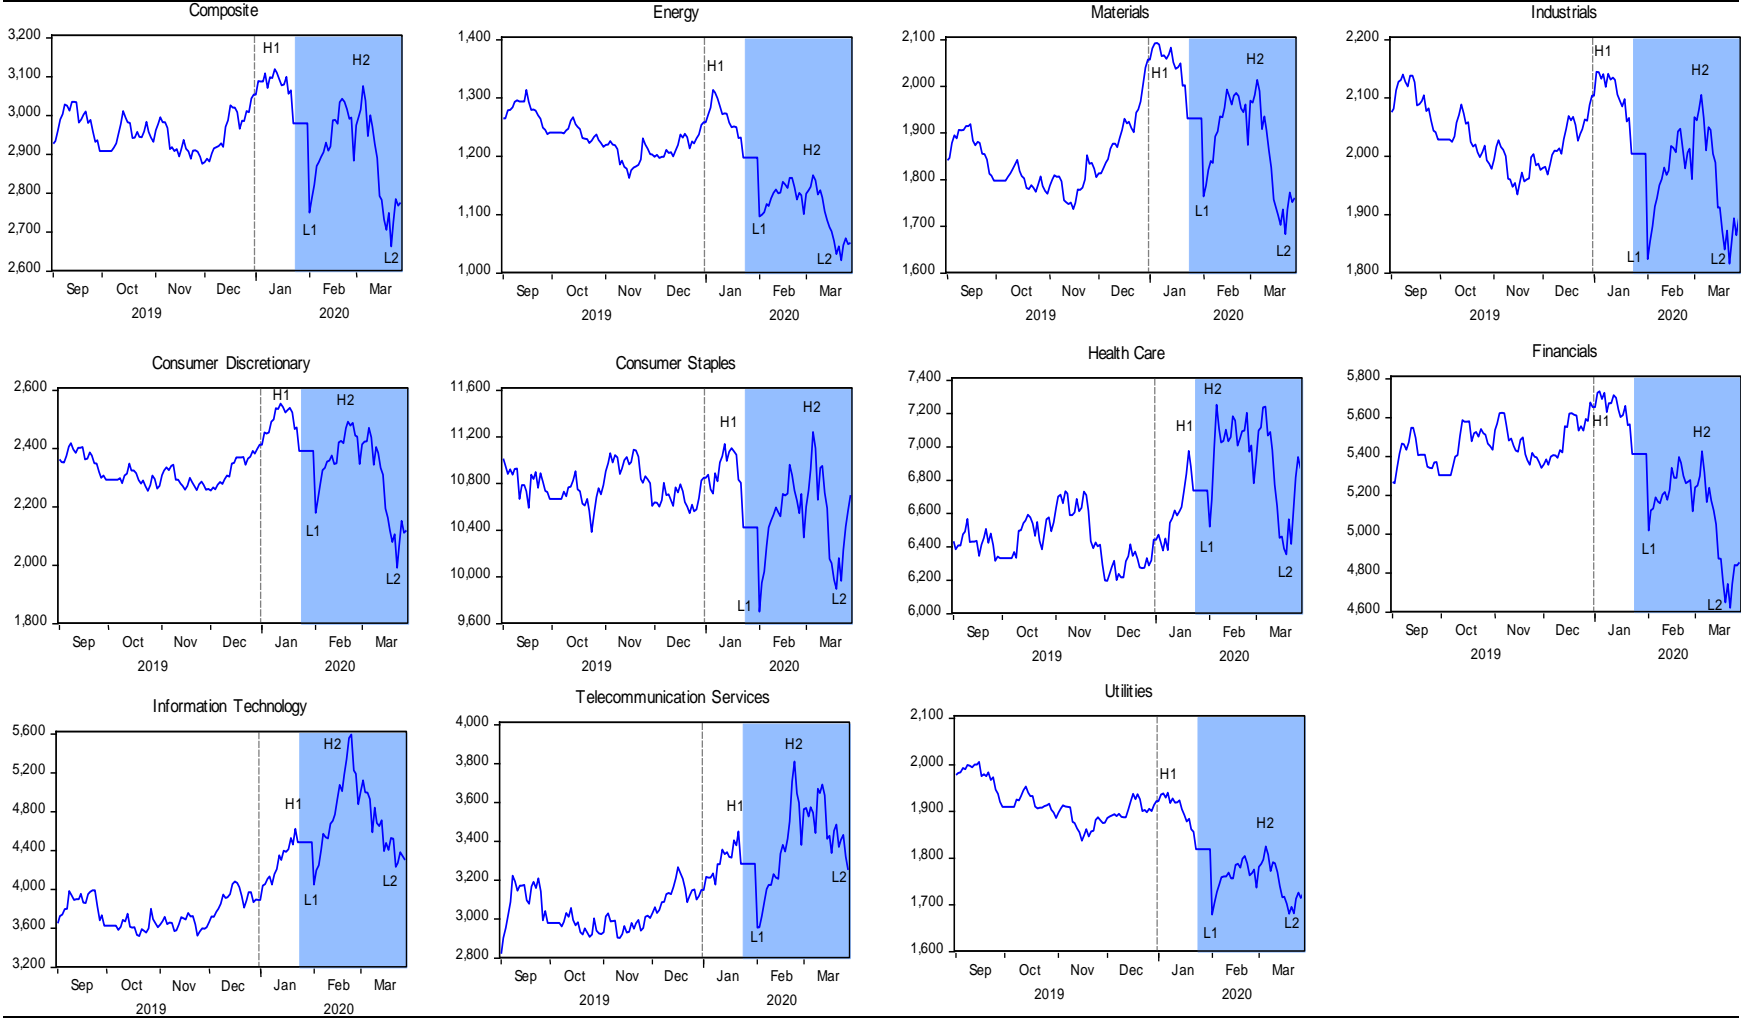 Composite
3,200
3,100
3,000
2,900
2,800
2,700
2,600
H1
H2
L1
L2
Sep Oct Nov Dec Jan Feb Mar
2019 2020
Energy
1,400
1,300
1,200
1,100
1,000
H1
H2
L1
L2
Sep Oct Nov Dec Jan Feb Mar
2019 2020
Materials
2,100
2,000
1,900
1,800
1,700
1,600
H1
H2
L1
L2
Sep Oct Nov Dec Jan Feb Mar
2019 2020
Industrials
2,200
2,100
2,000
1,900
1,800
H1
H2
L1
L2
Sep Oct Nov Dec Jan Feb Mar
2019 2020
Consumer Discretionary
2,600
2,400
2,200
2,000
1,800
H1
H2
L1
L2
Sep Oct Nov Dec Jan Feb Mar
2019 2020
Consumer Staples
11.600
11,200
10,800
10,400
10,000
9.600
H1
H2
L1
L2
Sep Oct Nov Dec Jan Feb Mar
2019 2020
Health Care
7,400
7,200
7,000
6,800
6,600
6,400
6,200
6,000
H2
H1
L1
L2
Sep Oct Nov Dec Jan Feb Mar
2019 2020
Financials
5,800
5,600
5,400
5,200
5,000
4,800
4,600
H1
H2
L1
L2
Sep Oct Nov Dec Jan Feb Mar
2019 2020
Information Technology
5,600
5,200
4,800
4,400
4,000
3,600
3,200
H2
H1
L1
L2
Sep Oct Nov Dec Jan Feb Mar
2019 2020
Telecommunication Services
4,000
3,800
3,600
3,400
3,200
3,000
2,800
H2
H1
L2
L1
Sep Oct Nov Dec Jan Feb Mar
2019 2020
Utilities
2,100
2,000
1,900
1,800
1,700
1,600
H1
H2
L1
L2
Sep Oct Nov Dec Jan Feb Mar
2019 2020